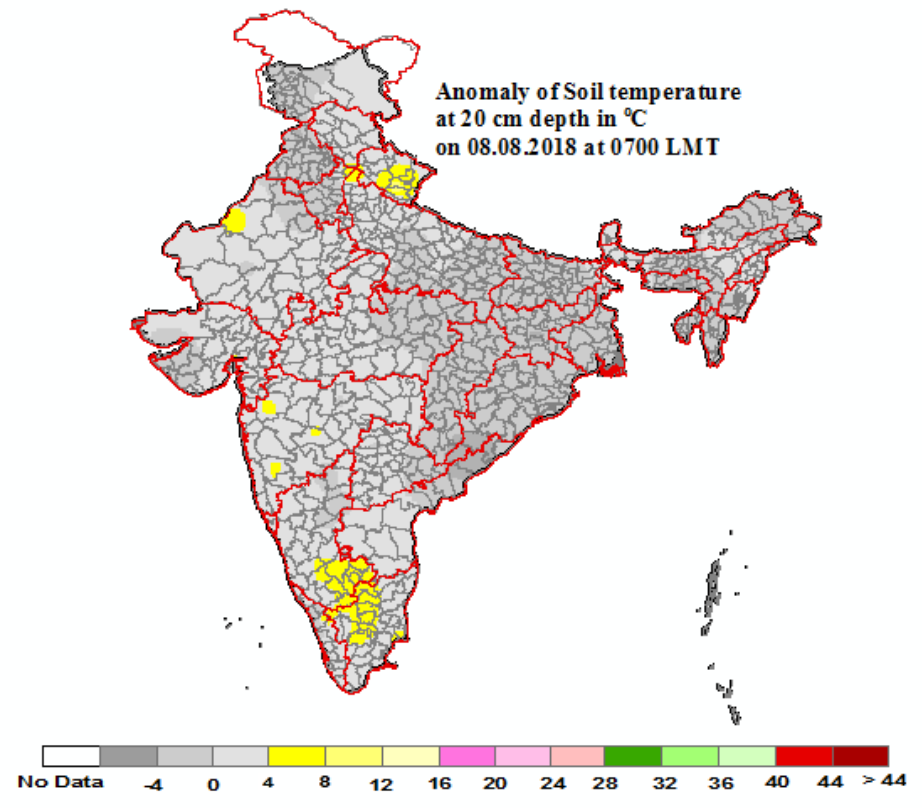 Anomaly of Soil temperature
at 20 cm depth in °C
on 08.08.2018 at 0700 LMT
No Data -4 0 4 8 12 16 20 24 28 32 36 40 44 > 44